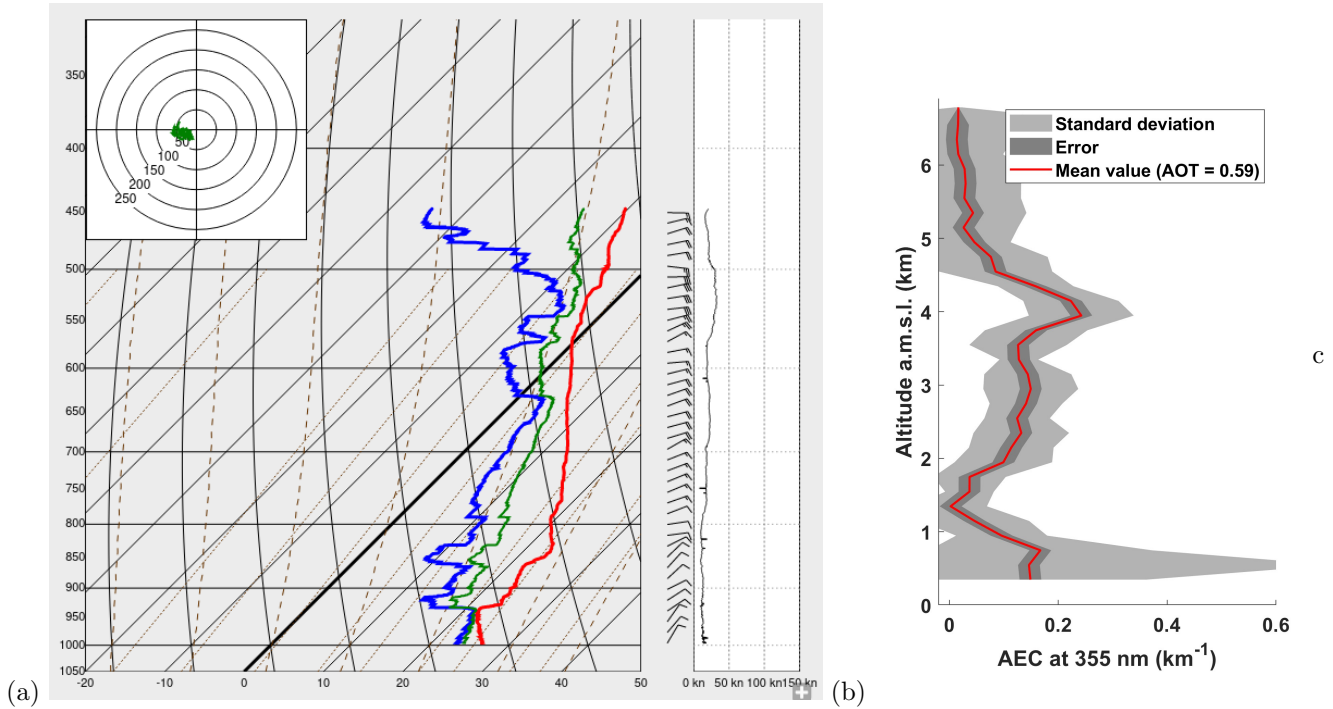 50
100
150
200
250
350
400
450
500
550
600
650
700
750
800
850
900
950
1000
1050
-20 -10 0 10 20 30 40 50
0 kn 50 kn 100 kn 150 kn
(a)
Standard deviation
Error
Mean value (AOT = 0.59)
6
5
4
3
2
1
0
Altitude a.m.s.l. (km)
0 0.2 0.4 0.6
AEC at 355 nm (km-1)
(b)
c